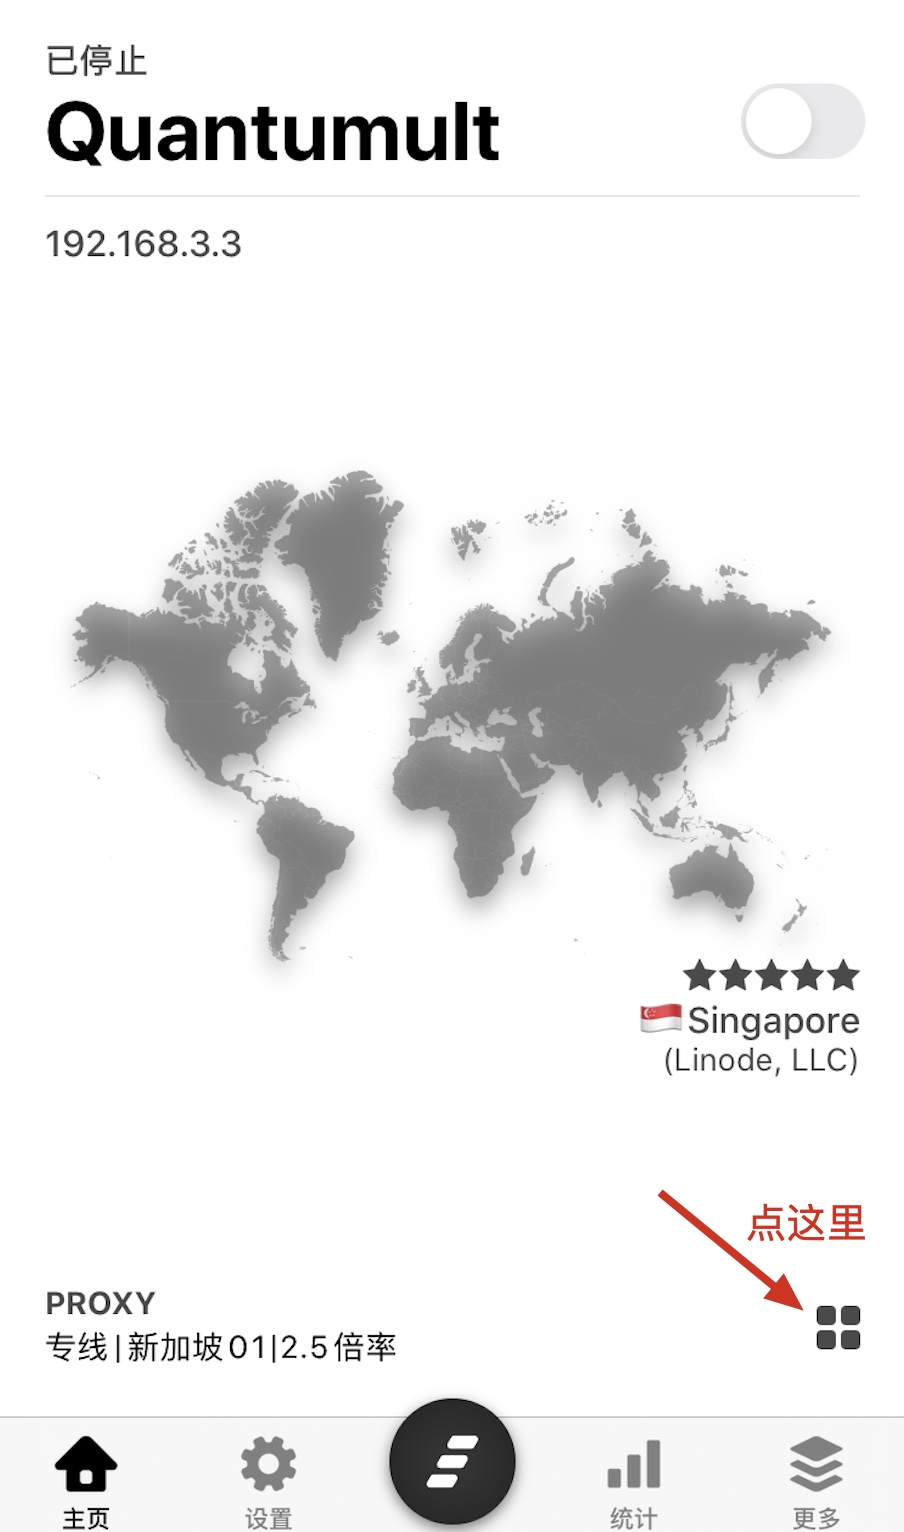 已停止
Quantumult
192.168.3.3
Singapore
(Linode, LLC)
点这里
PROXY
专线|新加坡01|2.5倍率
主页
设置
统计
更多